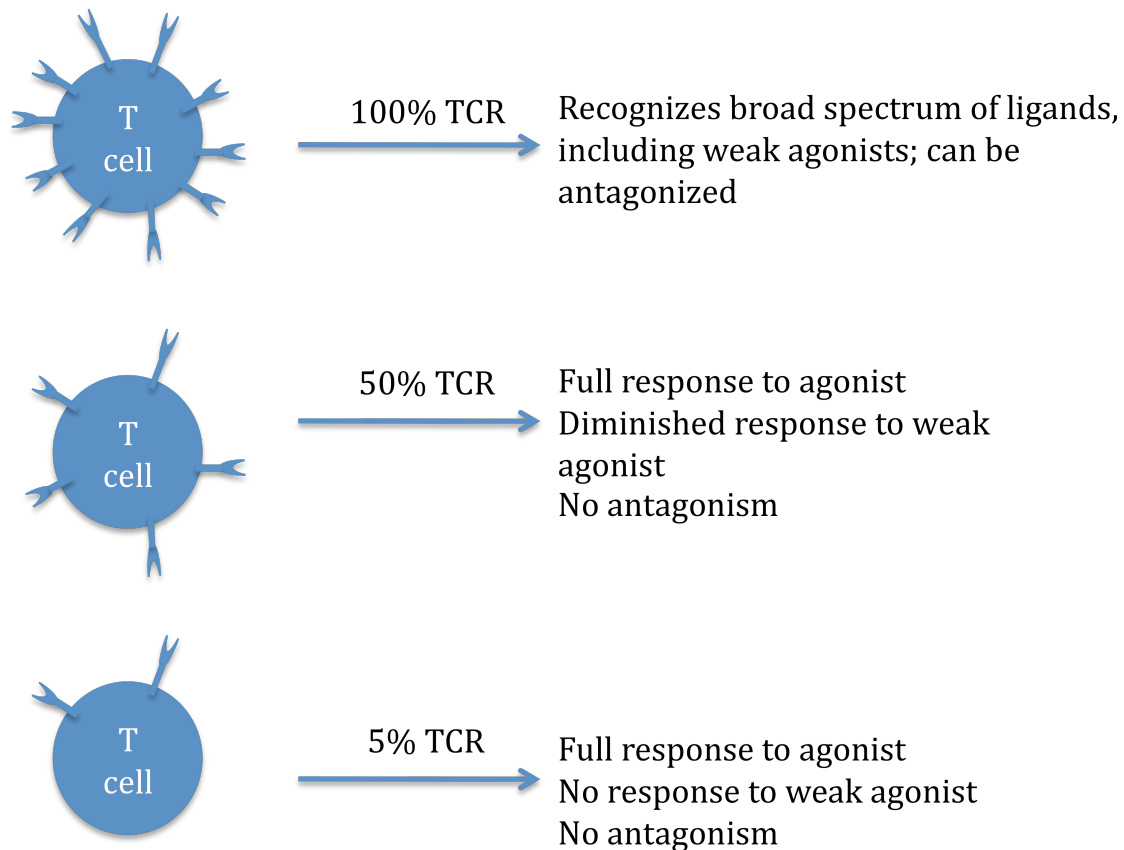 T
cell
100% TCR
Recognizes broad spectrum of ligands,
including weak agonists; can be
antagonized
T
cell
50% TCR
Full response to agonist
Diminished response to weak
agonist
No antagonism
T
cell
5% TCR
Full response to agonist
No response to weak agonist
No antagonism